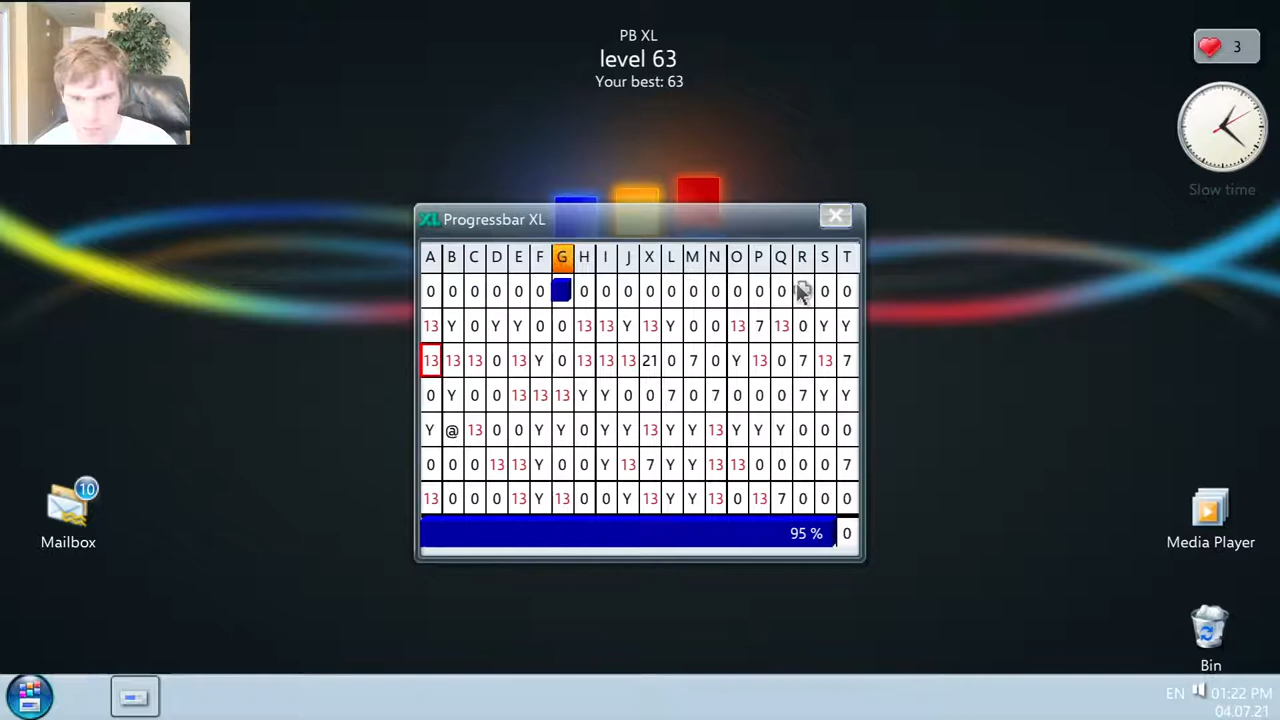 PB XL
level 63
Your best: 63
3
Slow time
XL Progressbar XL
A B C D E F G H I J X L M N O P Q R S T
0 0 0 0 0 0 0 0 0 0 0 0 0 0 0 0 0 0
13 Y 0 Y Y 0 0 13 13 Y 13 Y 0 0 13 7 13 0 Y Y
13 13 13 0 13 Y 0 13 13 13 21 0 7 0 Y 13 0 7 13 7
0 Y 0 0 13 13 13 Y Y 0 0 7 0 7 0 0 0 7 Y Y
Y @ 13 0 0 Y Y 0 Y Y 13 Y Y 13 Y Y Y 0 0 0
0 0 0 13 13 Y 0 0 Y 13 7 Y Y 13 13 0 0 0 0 7
13 0 0 0 13 Y 13 0 0 Y 13 Y Y 13 0 13 7 0 0 0
95 % 0
10
Mailbox
Media Player
Bin
EN 01:22 PM
04.07.21